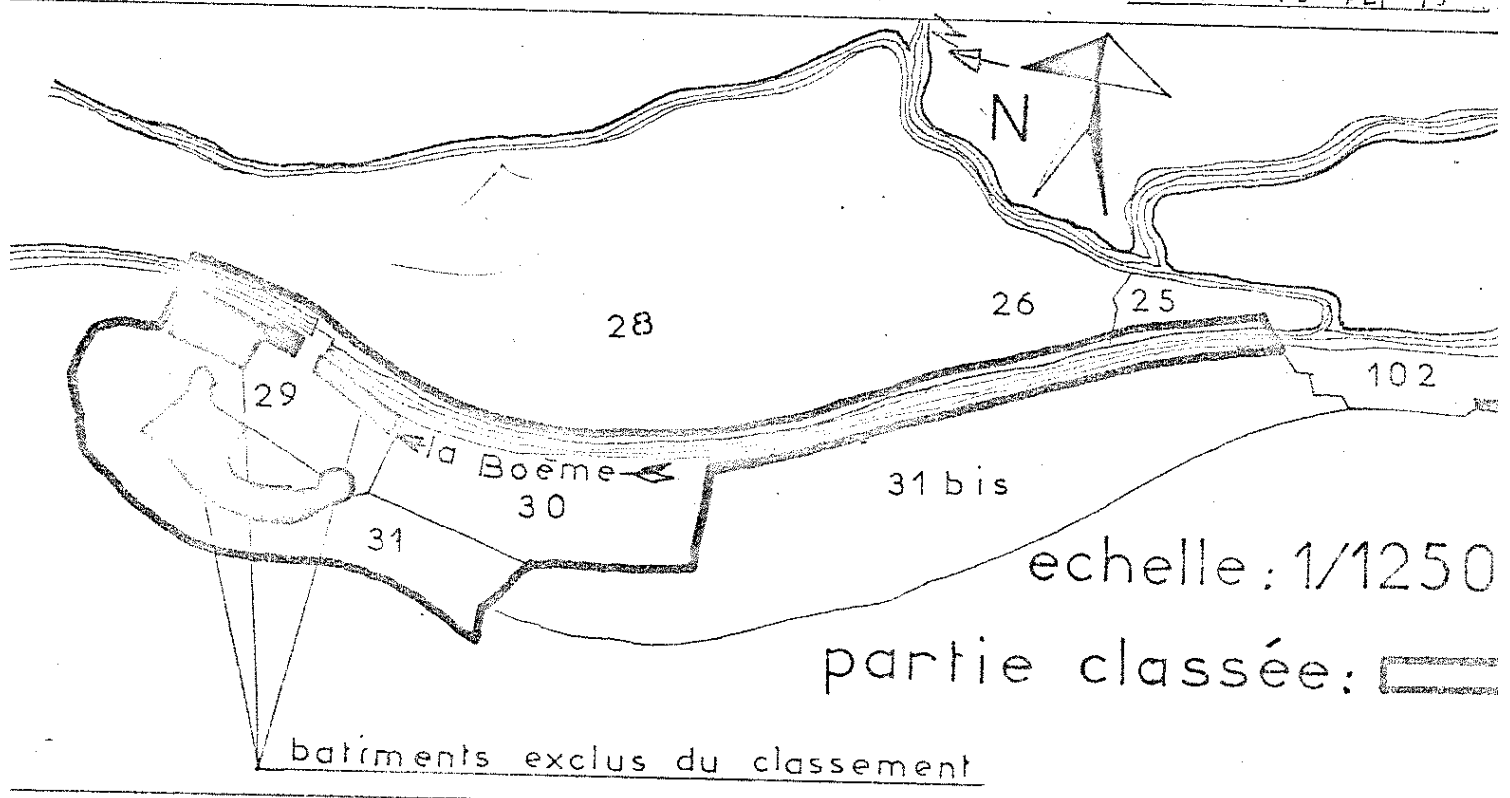 N
28
26
25
102
29
la Boëme
30
31 bis
31
echelle: 1/1250
partie classée:
batiments exclus du classement